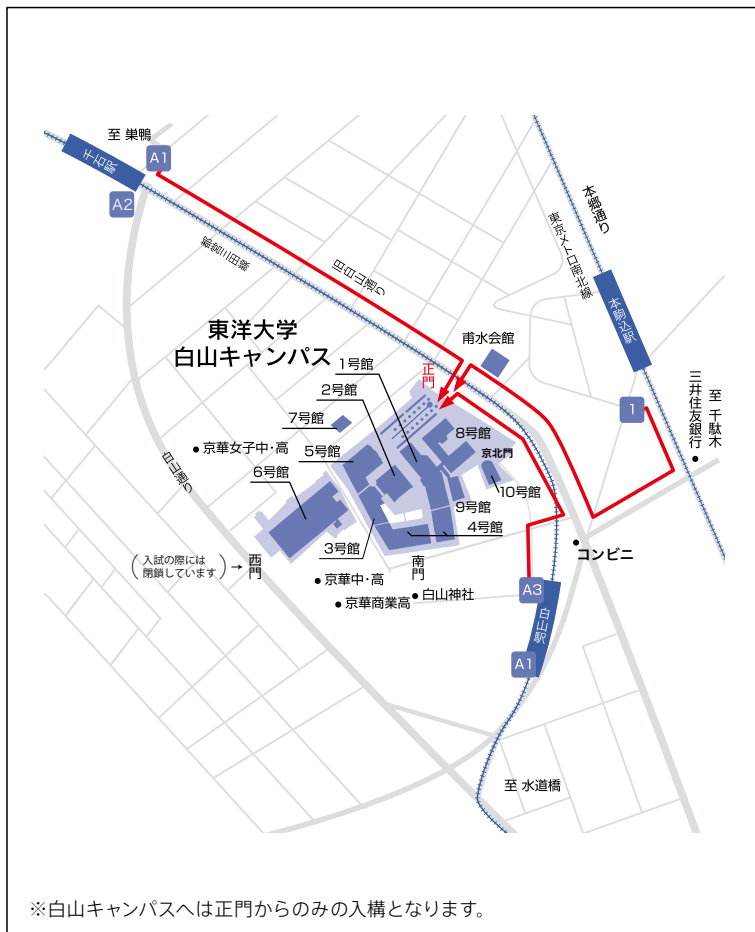 至 巣鴨
千石駅
A1
A2
都営三田線
旧白山通り
本郷通り
東京メトロ南北線
本駒込駅
三井住友銀行
至 千駄木
1
甫水会館
東洋大学
白山キャンパス
正門
1号館
2号館
7号館
5号館
6号館
8号館
京北門
10号館
9号館
4号館
3号館
南門
西門
入試の際には
閉鎖しています
→
京華女子中・高
白山通り
京華中・高
京華商業高
白山神社
コンビニ
A3
白山駅
A1
至 水道橋
※白山キャンパスへは正門からのみの入構となります。